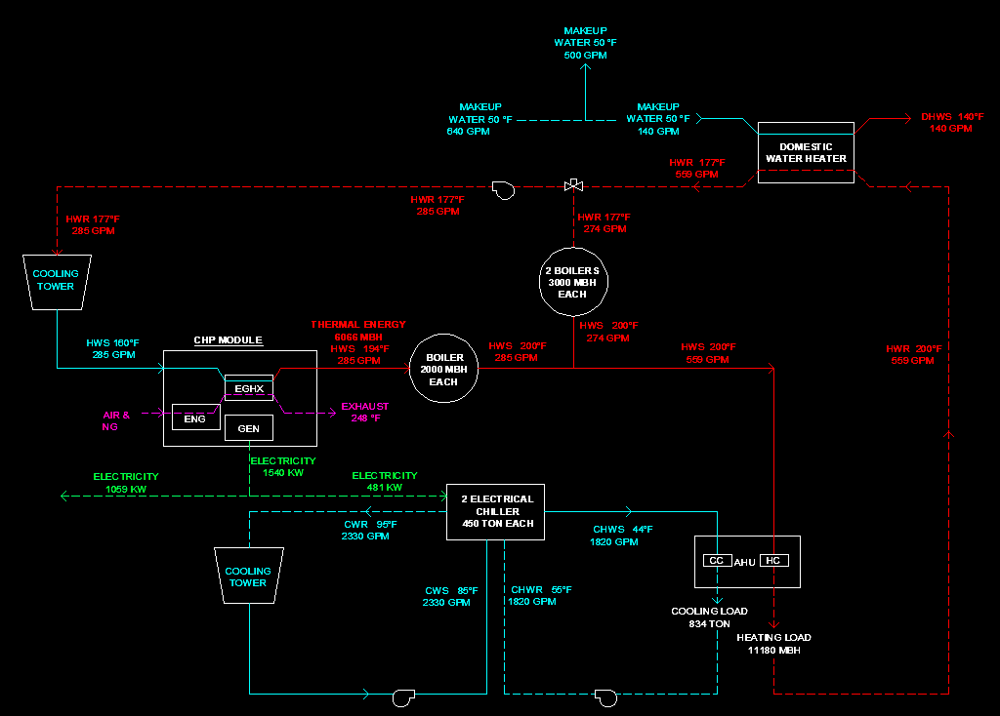 MAKEUP
WATER 50 °F
500 GPM
MAKEUP
WATER 50 °F
640 GPM
MAKEUP
WATER 50°F
140 GPM
DHWS 140°F
140 GPM
DOMESTIC
WATER HEATER
HWR 177°F
559 GPM
HWR 177°F
285 GPM
HWR 177°F
285 GPM
HWR 177°F
274 GPM
COOLING
TOWER
2 BOILERS
3000 MBH
EACH
HWS 160°F
285 GPM
CHP MODULE
THERMAL ENERGY
6066 MBH
HWS 194°F
285 GPM
BOILER
2000 MBH
EACH
HWS 200°F
285 GPM
HWS 200°F
274 GPM
HWS 200°F
559 GPM
HWR 200°F
559 GPM
EGHX
AIR &
NG
ENG
GEN
EXHAUST
248 °F
ELECTRICITY
1540 KW
ELECTRICITY
1059 KW
ELECTRICITY
481 KW
2 ELECTRICAL
CHILLER
450 TON EACH
CWR 95°F
2330 GPM
CHWS 44°F
1820 GPM
COOLING
TOWER
CWS 85°F
2330 GPM
CHWR 55°F
1820 GPM
CC
AHU
HC
COOLING LOAD
834 TON
HEATING LOAD
11180 MBH